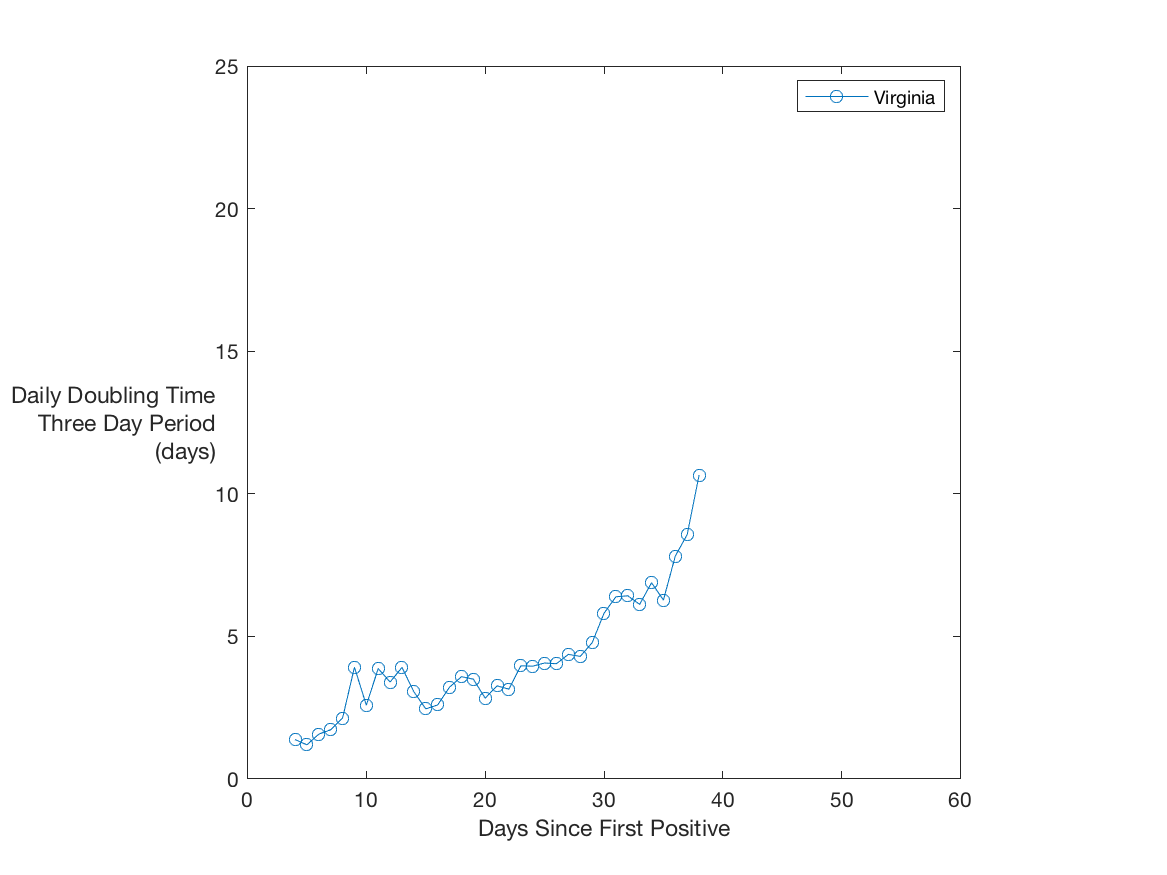 25
Virginia
20
15
Daily Doubling Time
Three Day Period
(days)
10
5
0
0 10 20 30 40 50 60
Days Since First Positive